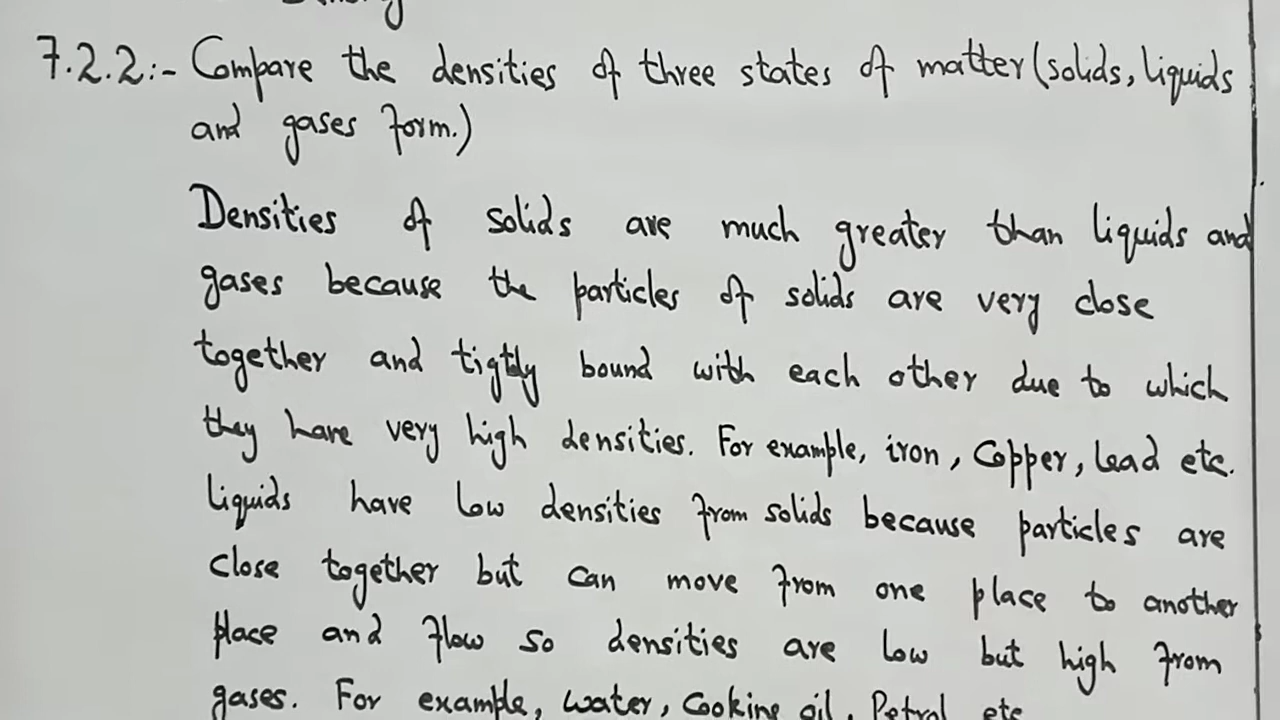 7.2.2:- Compare the densities of three states of matter (solids, liquids
and gases form.)
Densities of solids are much greater than liquids and
gases because the particles of solids are very close
together and tigtly bound with each other due to which
they have very high densities. For example, iron, Copper, lead etc.
liquids have low densities from solids because particles are
close together but can move from one place to another
place and flow so densities are low but high from
gases. For example, water, Cooking oil, Petrol etc